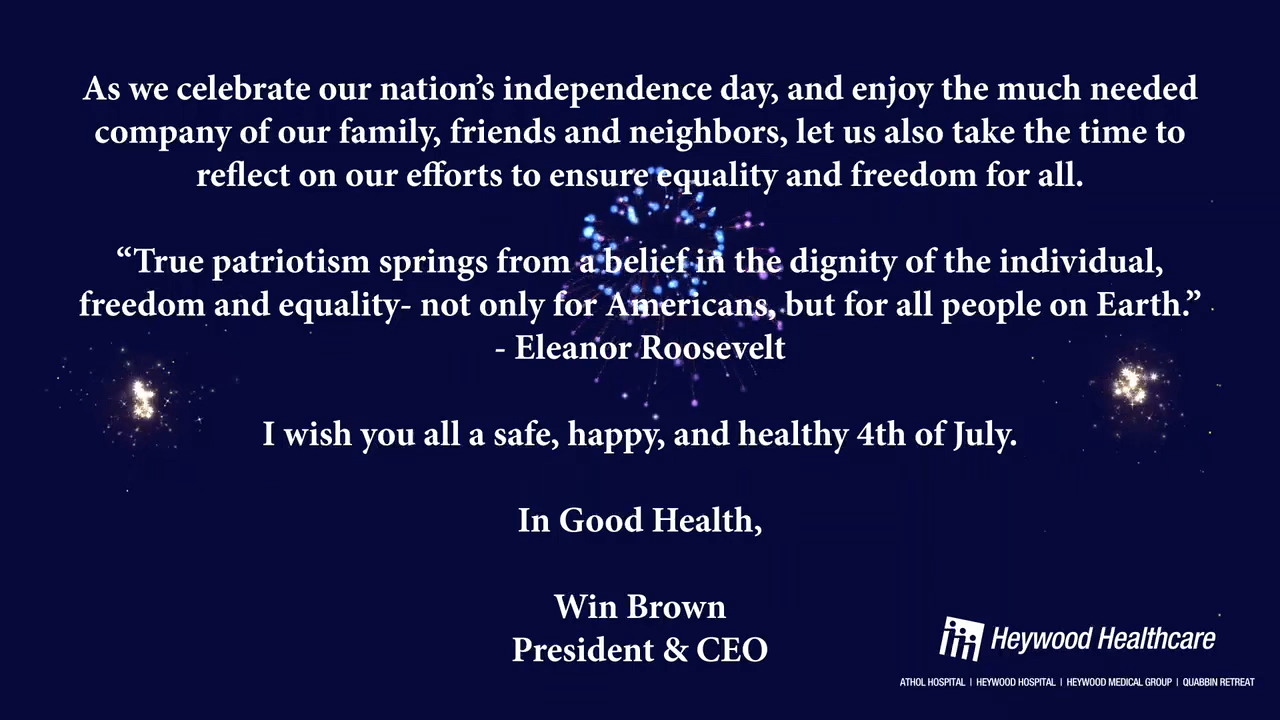 As we celebrate our nation’s independence day, and enjoy the much needed
company of our family, friends and neighbors, let us also take the time to
reflect on our efforts to ensure equality and freedom for all.
“True patriotism springs from a belief in the dignity of the individual,
freedom and equality- not only for Americans, but for all people on Earth.”
- Eleanor Roosevelt
I wish you all a safe, happy, and healthy 4th of July.
In Good Health,
Win Brown
President & CEO
Heywood Healthcare
ATHOL HOSPITAL | HEYWOOD HOSPITAL | HEYWOOD MEDICAL GROUP | QUABBIN RETREAT